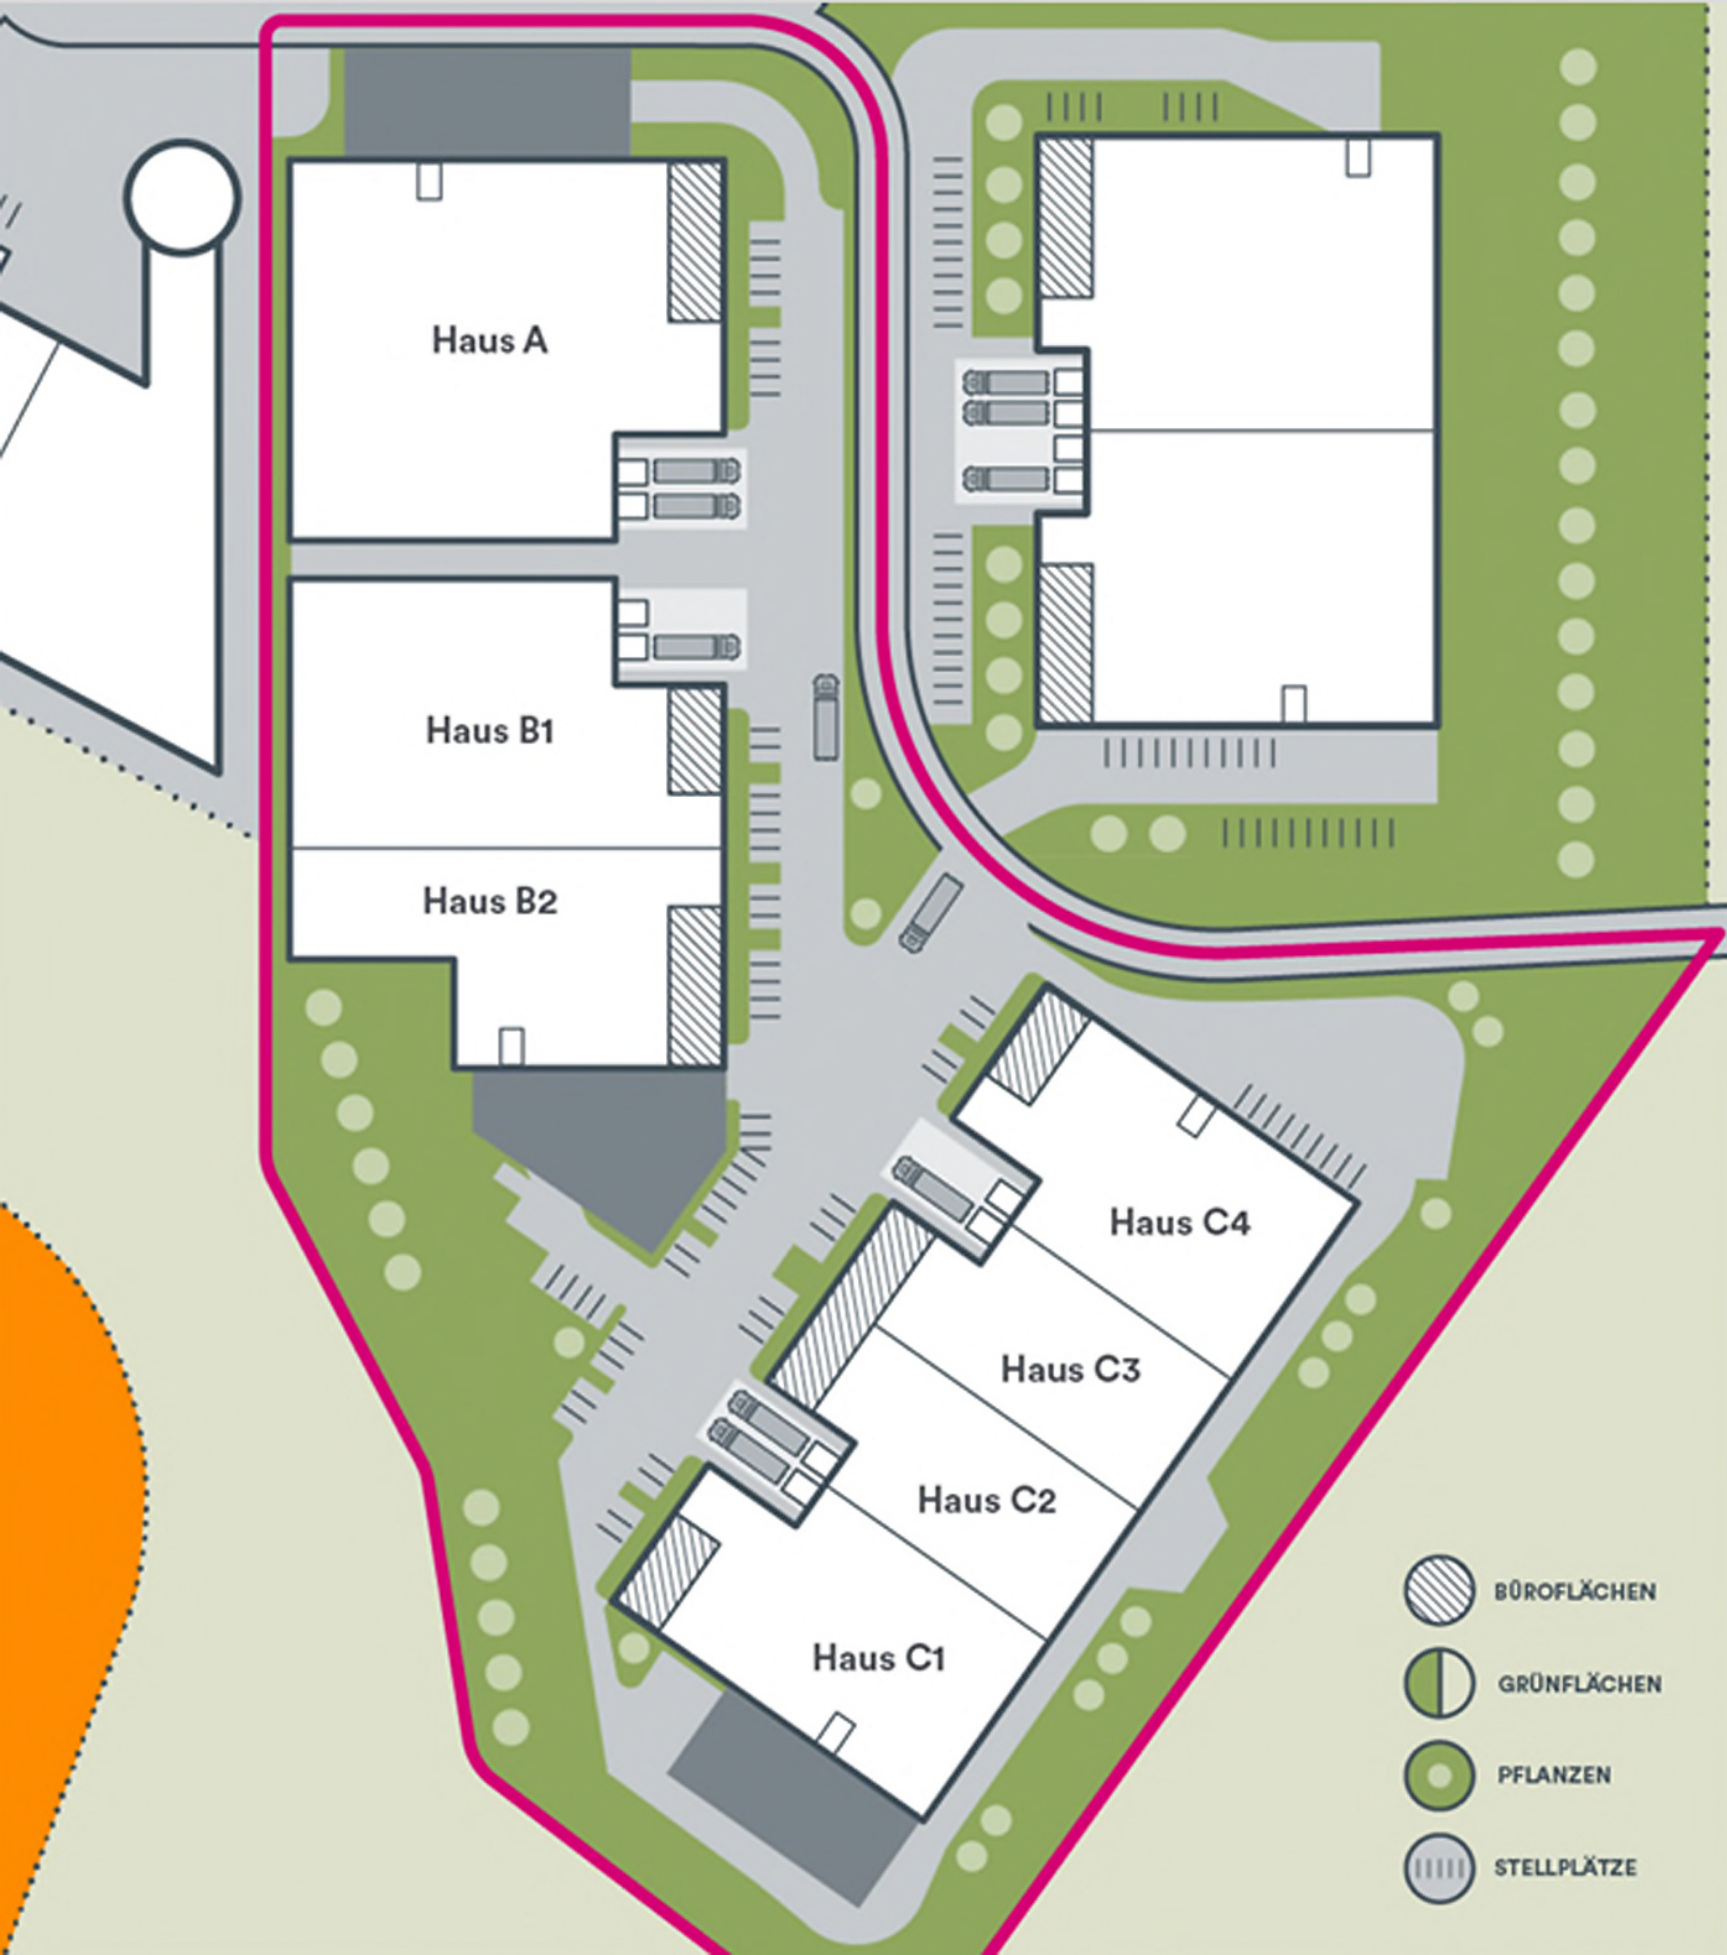 Haus A
Haus B1
Haus B2
Haus C4
Haus C3
Haus C2
Haus C1
BÜROFLÄCHEN
GRÜNFLÄCHEN
PFLANZEN
STELLPLÄTZE